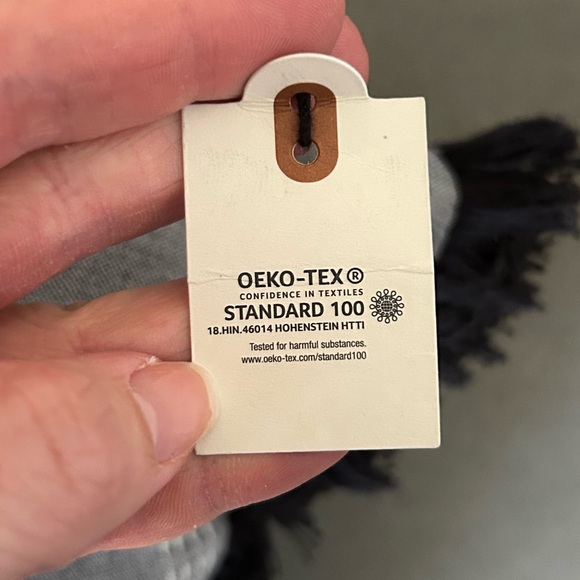 OEKO-TEX®
CONFIDENCE IN TEXTILES
STANDARD 100
18.HIN.46014 HOHENSTEIN HTTI
Tested for harmful substances.
www.oeko-tex.com/standard100